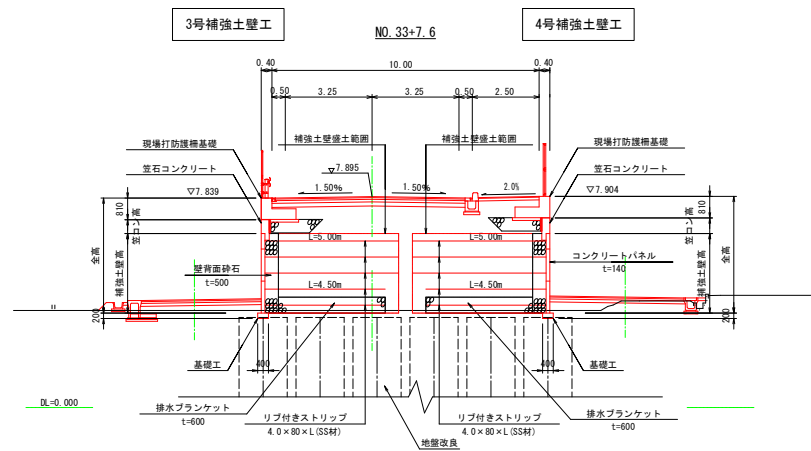 3号補強土壁工
4号補強土壁工
NO. 33+7.6
0.40
10.00
0.40
0.50
3.25
3.25
0.50
2.50
補強土壁盛土範囲
補強土壁盛土範囲
現場打防護柵基礎
現場打防護柵基礎
笠石コンクリート
笠石コンクリート
▽7.895
▽7.839
1.50%
1.50%
2.0%
▽7.904
810
810
笠コン高
笠コン高
全高
全高
補強土壁高
補強土壁高
L=5.00m
L=5.00m
壁背面砕石
t=500
コンクリートパネル
t=140
L=4.50m
L=4.50m
200
200
基礎工
400
400
基礎工
DL=0.000
排水ブランケット
t=600
リブ付きストリップ
4.0×80×L(SS材)
地盤改良
リブ付きストリップ
4.0×80×L(SS材)
排水ブランケット
t=600